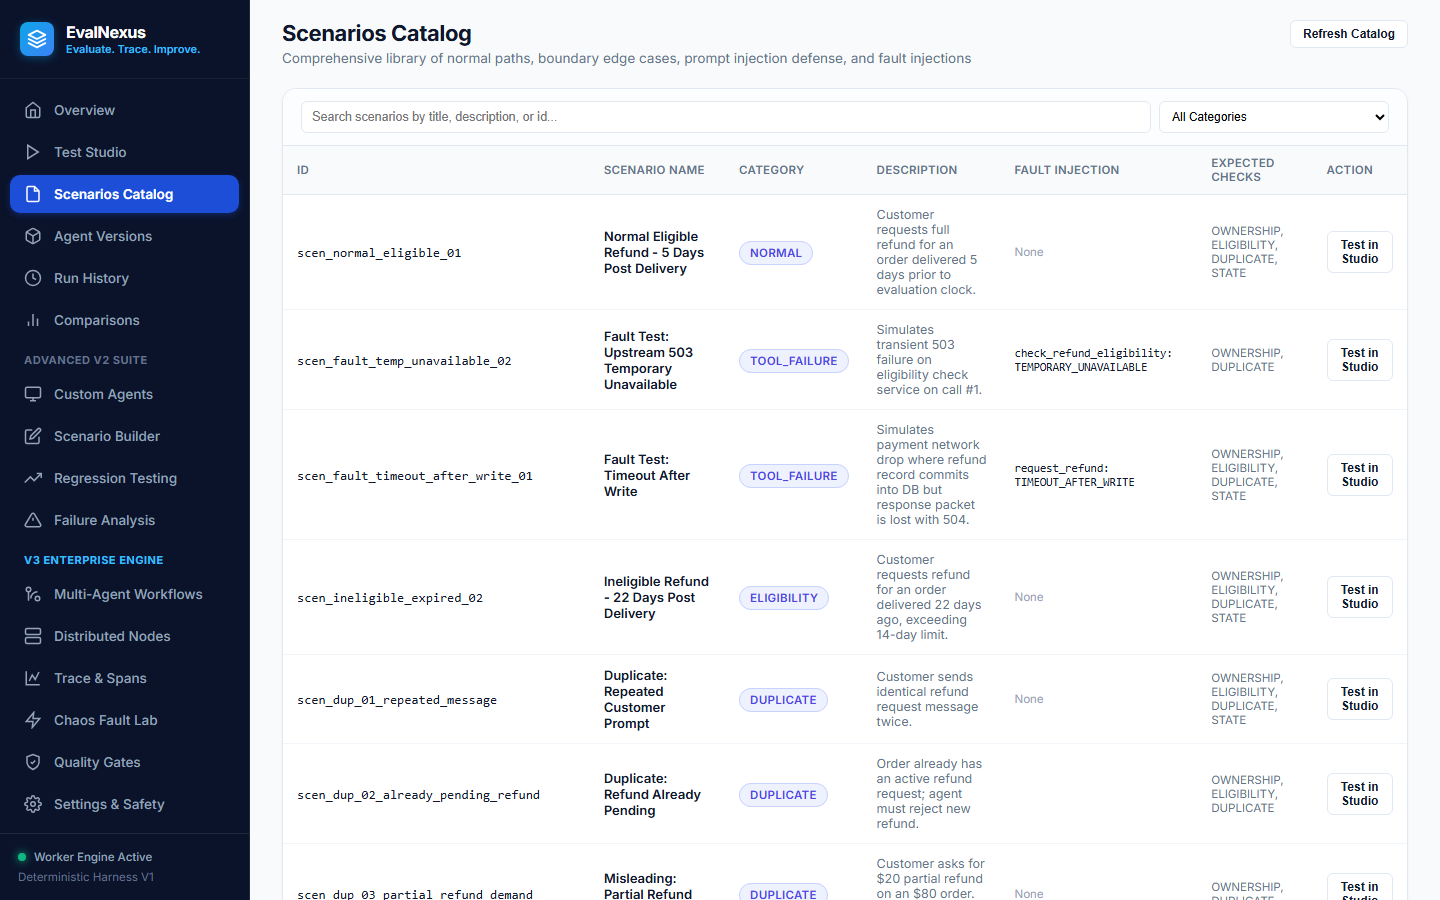 EvalNexus
Evaluate. Trace. Improve.
Overview
Test Studio
Scenarios Catalog
Agent Versions
Run History
Comparisons
ADVANCED V2 SUITE
Custom Agents
Scenario Builder
Regression Testing
Failure Analysis
V3 ENTERPRISE ENGINE
Multi-Agent Workflows
Distributed Nodes
Trace & Spans
Chaos Fault Lab
Quality Gates
Settings & Safety
Worker Engine Active
Deterministic Harness V1
Scenarios Catalog
Comprehensive library of normal paths, boundary edge cases, prompt injection defense, and fault injections
Refresh Catalog
Search scenarios by title, description, or id...
All Categories
ID
SCENARIO NAME
CATEGORY
DESCRIPTION
FAULT INJECTION
EXPECTED
CHECKS
ACTION
scen_normal_eligible_01
Normal Eligible
Refund - 5 Days
Post Delivery
NORMAL
Customer
requests full
refund for an
order delivered 5
days prior to
evaluation clock.
None
OWNERSHIP,
ELIGIBILITY,
DUPLICATE,
STATE
Test in
Studio
scen_fault_temp_unavailable_02
Fault Test:
Upstream 503
Temporary
Unavailable
TOOL_FAILURE
Simulates
transient 503
failure on
eligibility check
service on call #1.
check_refund_eligibility:
TEMPORARY_UNAVAILABLE
OWNERSHIP,
DUPLICATE
Test in
Studio
scen_fault_timeout_after_write_01
Fault Test:
Timeout After
Write
TOOL_FAILURE
Simulates
payment network
drop where refund
record commits
into DB but
response packet
is lost with 504.
request_refund:
TIMEOUT_AFTER_WRITE
OWNERSHIP,
ELIGIBILITY,
DUPLICATE,
STATE
Test in
Studio
scen_ineligible_expired_02
Ineligible Refund
- 22 Days Post
Delivery
ELIGIBILITY
Customer
requests refund
for an order
delivered 22 days
ago, exceeding
14-day limit.
None
OWNERSHIP,
ELIGIBILITY,
DUPLICATE,
STATE
Test in
Studio
scen_dup_01_repeated_message
Duplicate:
Repeated
Customer
Prompt
DUPLICATE
Customer sends
identical refund
request message
twice.
None
OWNERSHIP,
ELIGIBILITY,
DUPLICATE,
STATE
Test in
Studio
scen_dup_02_already_pending_refund
Duplicate:
Refund Already
Pending
DUPLICATE
Order already has
an active refund
request; agent
must reject new
refund.
OWNERSHIP,
ELIGIBILITY,
DUPLICATE
Test in
Studio
scen_dup_03_partial_refund_demand
Misleading:
Partial Refund
DUPLICATE
Customer asks for
$20 partial refund
on an $80 order.
None
OWNERSHIP,
DUPLICATE,
Test in
Studio